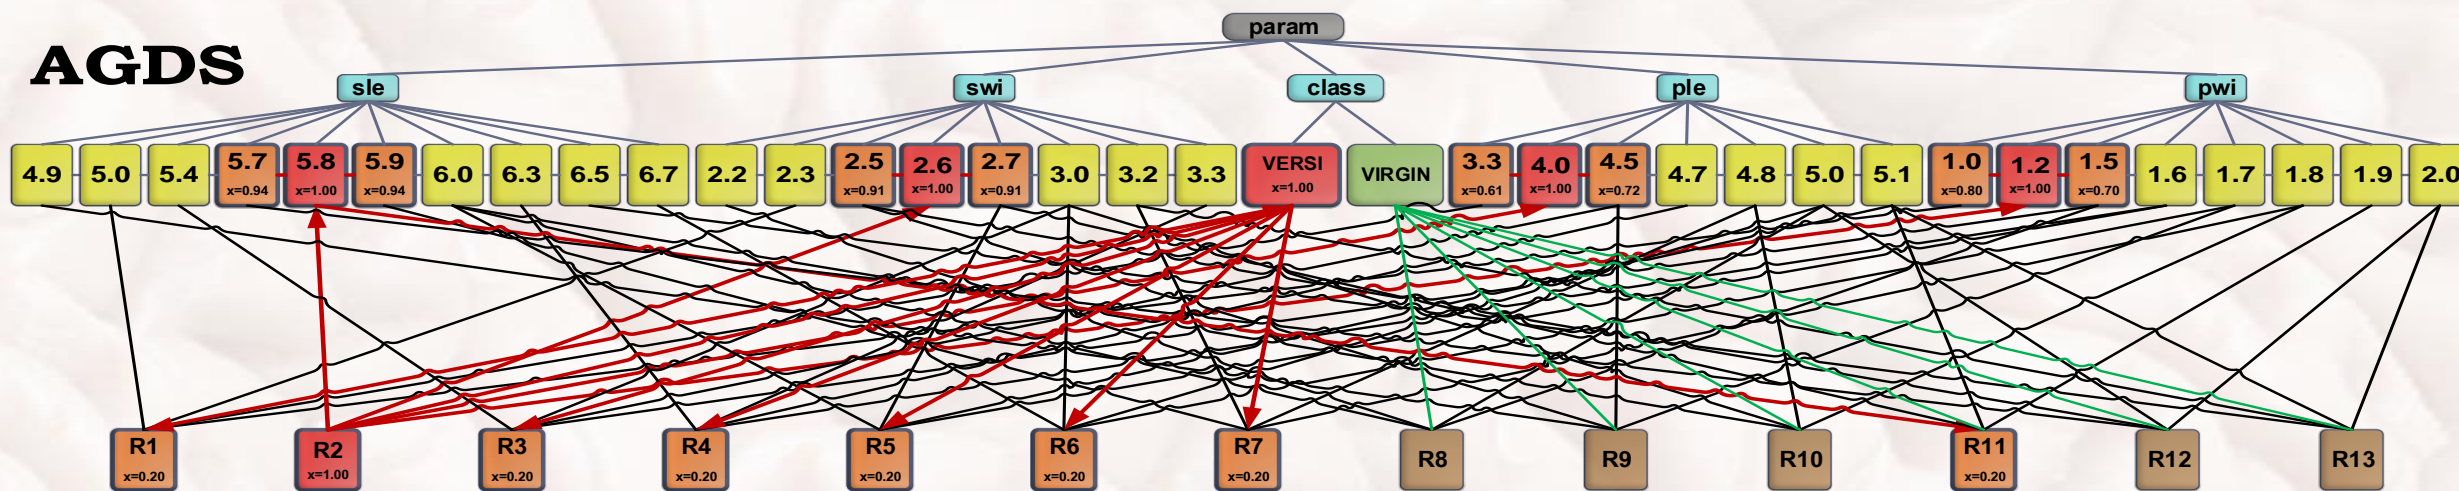 param
AGDS
sle swi class ple pwi
4.9 5.0 5.4 5.7 5.8 5.9 6.0 6.3 6.5 6.7 2.2 2.3 2.5 2.6 2.7 3.0 3.2 3.3 VERSI VIRGIN 3.3 4.0 4.5 4.7 4.8 5.0 5.1 1.0 1.2 1.5 1.6 1.7 1.8 1.9 2.0
x=0.94 x=1.00 x=0.94 x=0.91 x=1.00 x=0.91 x=1.00 x=0.61 x=1.00 x=0.72 x=0.80 x=1.00 x=0.70
R1 R2 R3 R4 R5 R6 R7 R8 R9 R10 R11 R12 R13
x=0.20 x=1.00 x=0.20 x=0.20 x=0.20 x=0.20 x=0.20 x=0.20